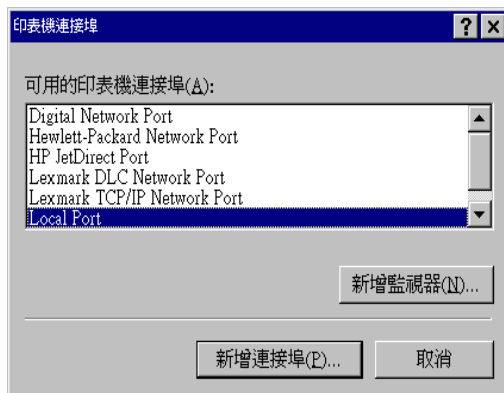 印表機連接埠
可用的印表機連接埠(A):
Digital Network Port
Hewlett-Packard Network Port
HP JetDirect Port
Lexmark DLC Network Port
Lexmark TCP/IP Network Port
Local Port
新增監視器(N)...
新增連接埠(P)...
取消